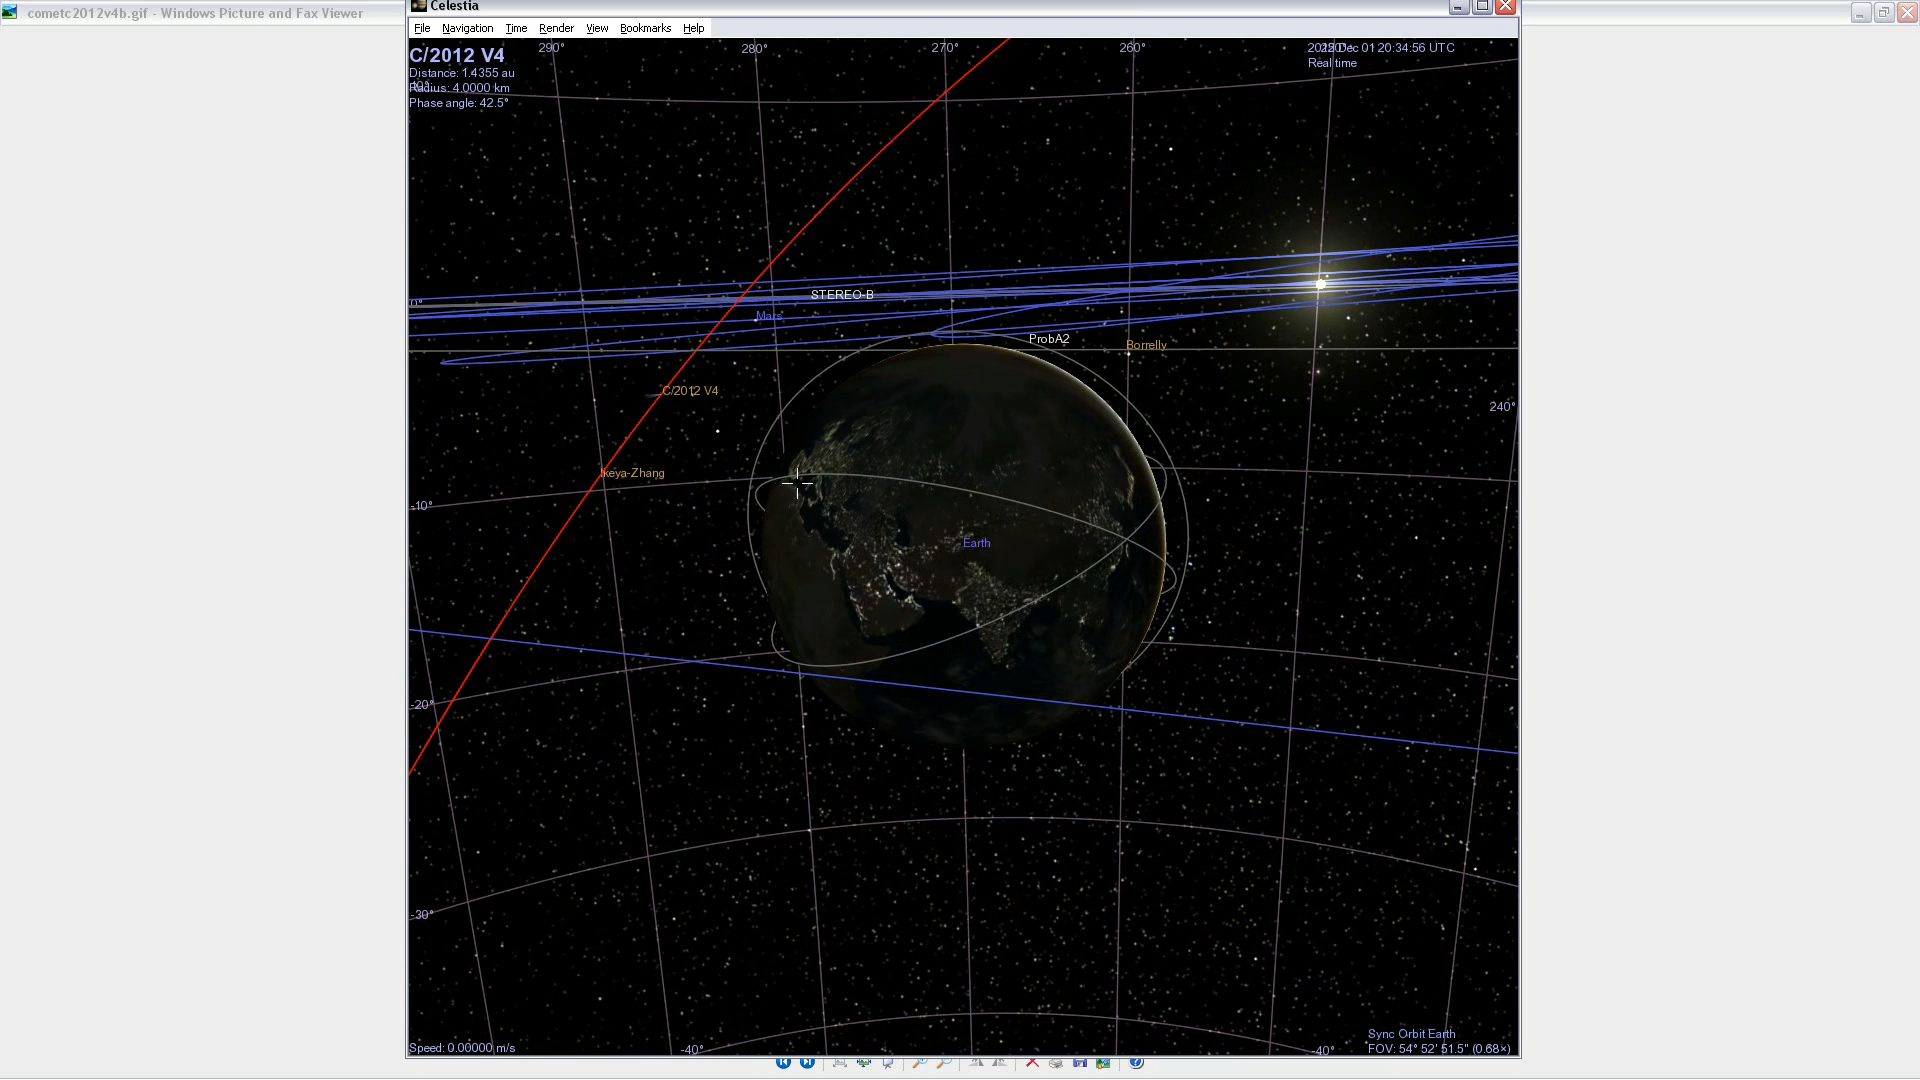 cometc2012v4b.gif - Windows Picture and Fax Viewer
Celestia
File Navigation Time Render View Bookmarks Help
290° 280° 270° 260°
C/2012 V4
Dec 01 20:34:56 UTC
Real time
Distance: 1.4355 au
Radius: 4.0000 km
Phase angle: 42.5°
STEREO-B
0°
Mars
ProbA2
Borrelly
C/2012 V4
240°
Ikeya-Zhang
-10°
Earth
-20°
-30°
Sync Orbit Earth
Speed: 0.00000 m/s
-40°
-40°
FOV: 54° 52' 51.5" (0.68×)